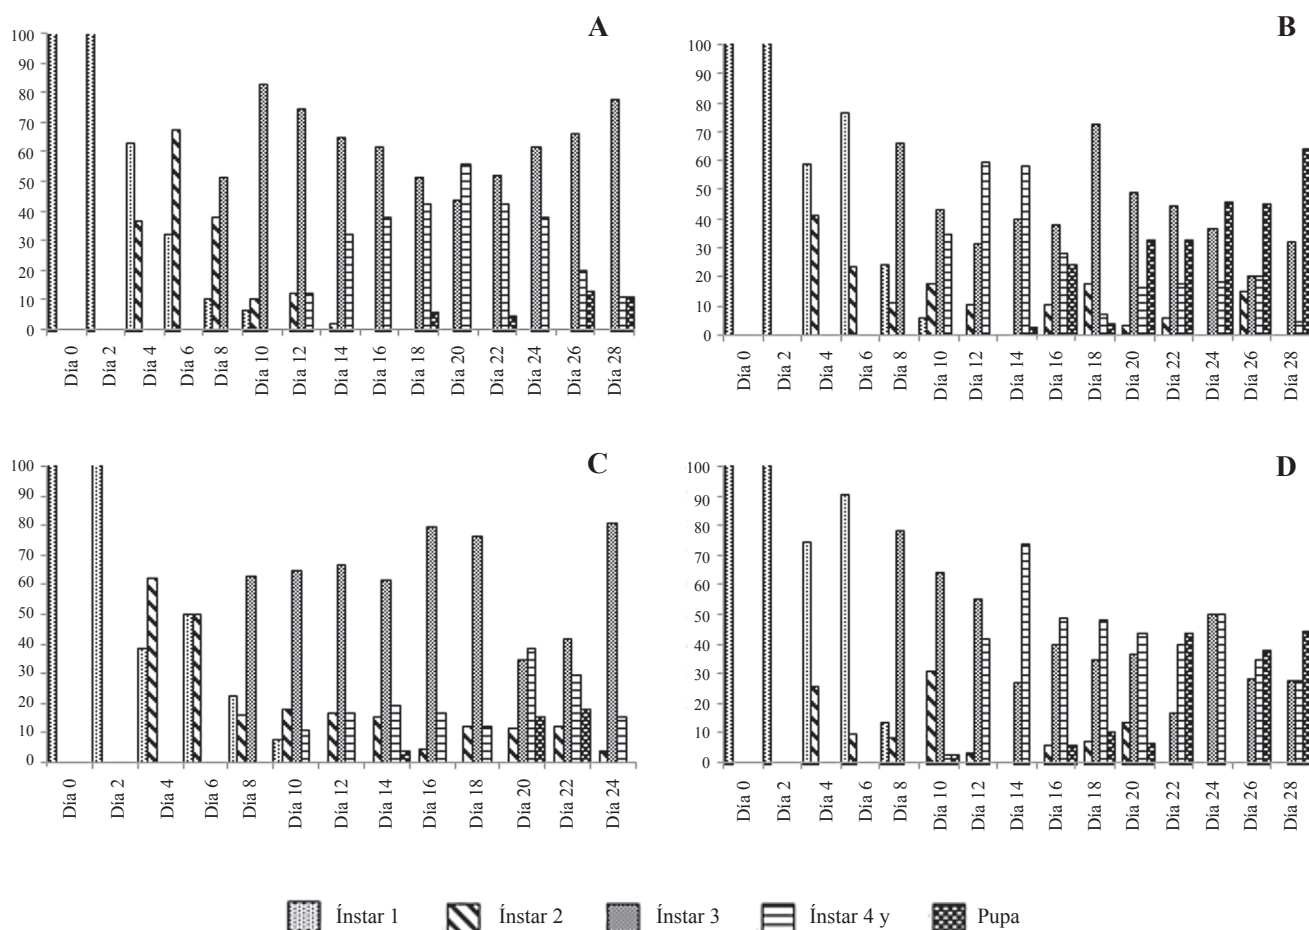 A
100
90
80
70
60
50
40
30
20
10
0
Día 0
Día 2
Día 4
Día 6
Día 8
Día 10
Día 12
Día 14
Día 16
Día 18
Día 20
Día 22
Día 24
Día 26
Día 28
B
100
90
80
70
60
50
40
30
20
10
0
Día 0
Día 2
Día 4
Día 6
Día 8
Día 10
Día 12
Día 14
Día 16
Día 18
Día 20
Día 22
Día 24
Día 26
Día 28
C
100
90
80
70
60
50
40
30
20
10
0
Día 0
Día 2
Día 4
Día 6
Día 8
Día 10
Día 12
Día 14
Día 16
Día 18
Día 20
Día 22
Día 24
D
100
90
80
70
60
50
40
30
20
10
0
Día 0
Día 2
Día 4
Día 6
Día 8
Día 10
Día 12
Día 14
Día 16
Día 18
Día 20
Día 22
Día 24
Día 26
Día 28
Ínstar 1 Ínstar 2 Ínstar 3 Ínstar 4 y Pupa